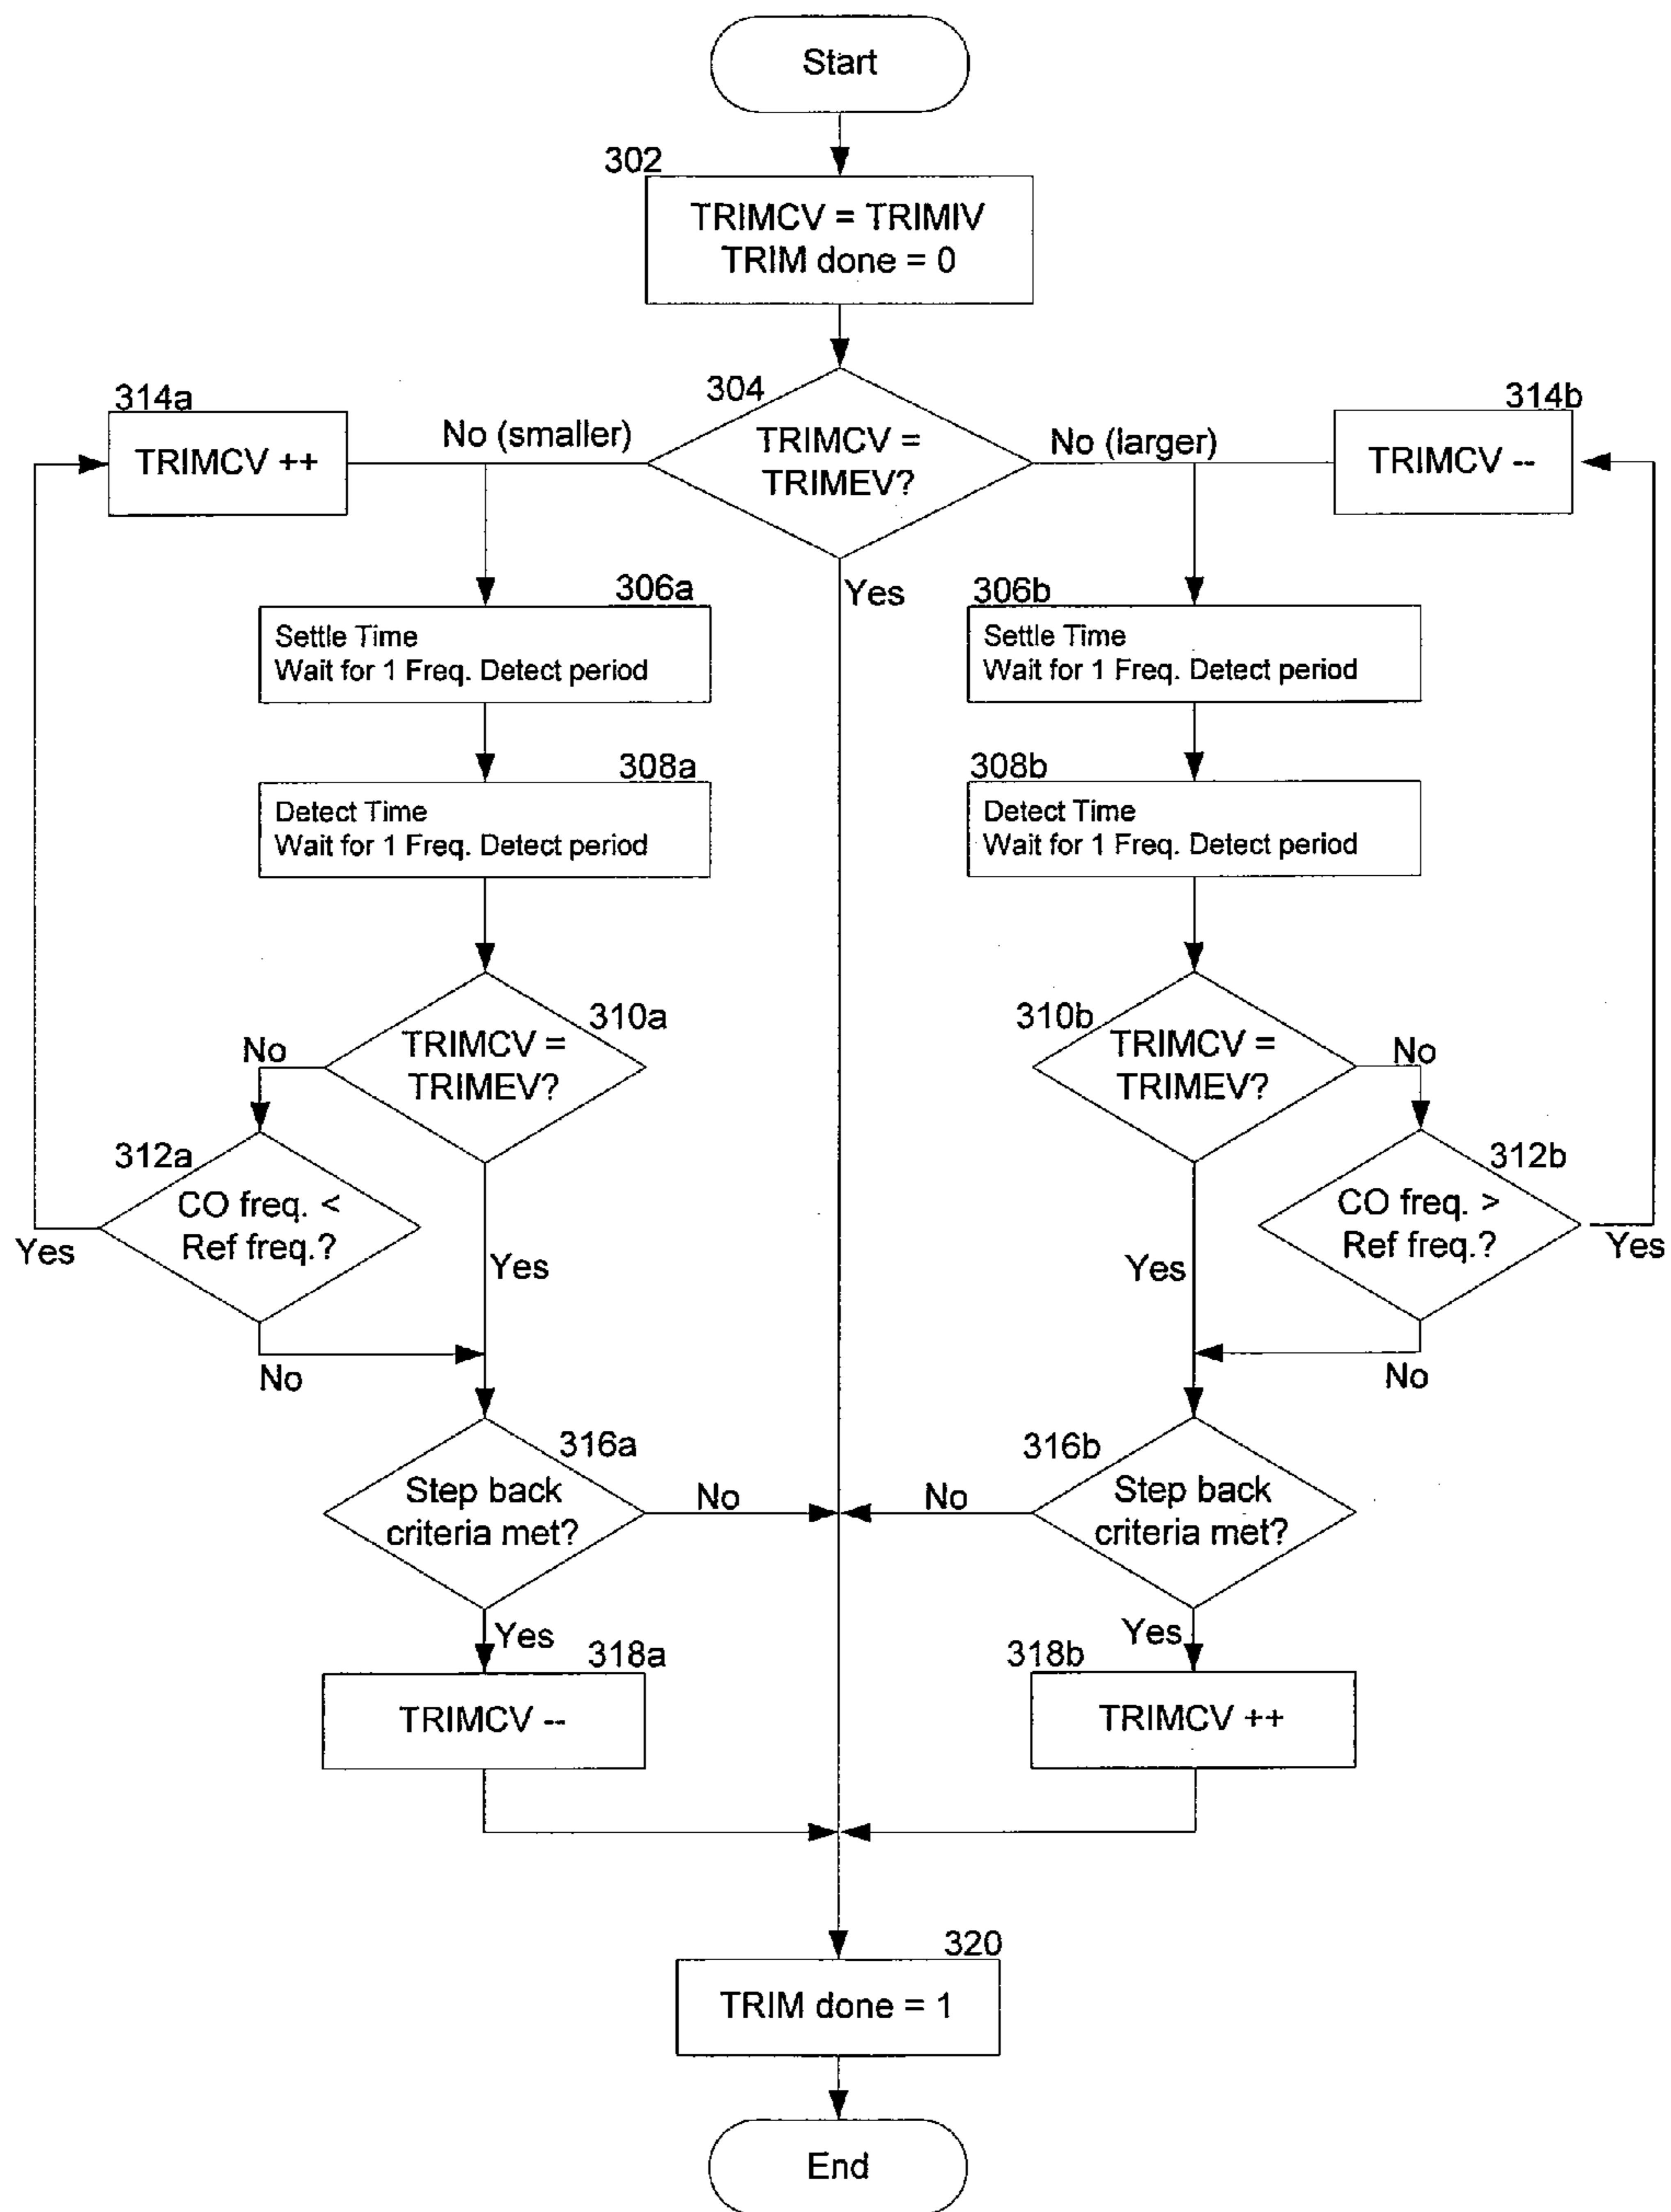 Start
302
TRIMCV = TRIMIV
TRIM done = 0
304
TRIMCV =
TRIMEV?
No (smaller)
No (larger)
Yes
314a
TRIMCV ++
314b
TRIMCV --
306a
Settle Time
Wait for 1 Freq. Detect period
306b
Settle Time
Wait for 1 Freq. Detect period
308a
Detect Time
Wait for 1 Freq. Detect period
308b
Detect Time
Wait for 1 Freq. Detect period
310a
TRIMCV =
TRIMEV?
No
Yes
310b
TRIMCV =
TRIMEV?
No
Yes
312a
CO freq. <
Ref freq.?
Yes
No
312b
CO freq. >
Ref freq.?
Yes
No
316a
Step back
criteria met?
No
Yes
316b
Step back
criteria met?
No
Yes
318a
TRIMCV --
318b
TRIMCV ++
320
TRIM done = 1
End